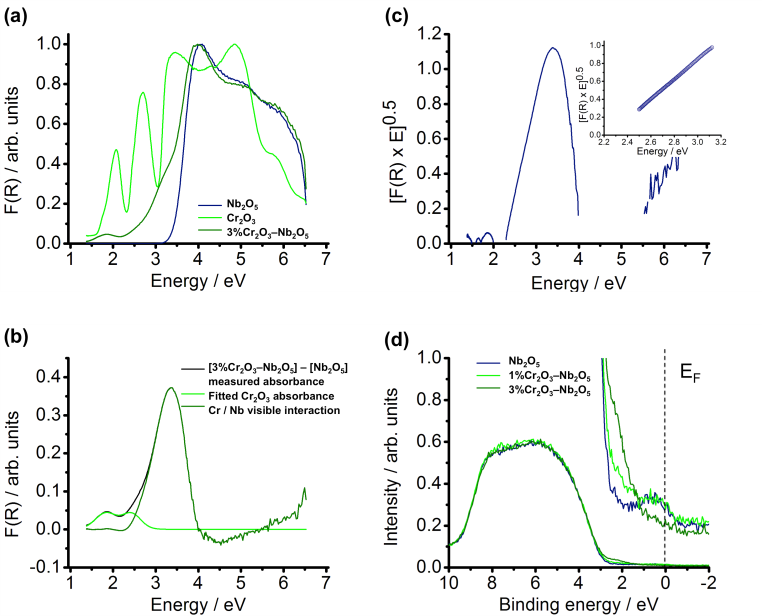 (a)
F(R) / arb. units
1.0
0.8
0.6
0.4
0.2
0.0
Nb₂O₅
Cr₂O₃
3%Cr₂O₃–Nb₂O₅
1 2 3 4 5 6 7
Energy / eV
(c)
[F(R) x E]^0.5
1.2
1.0
0.8
0.6
0.4
0.2
0.0
1 2 3 4 5 6 7
Energy / eV
[F(R) x E]^0.5
1.0
0.8
0.6
0.4
0.2
0.0
2.2 2.4 2.6 2.8 3.0 3.2
Energy / eV
(b)
F(R) / arb. units
0.4
0.3
0.2
0.1
0.0
-0.1
[3%Cr₂O₃–Nb₂O₅] – [Nb₂O₅]
measured absorbance
Fitted Cr₂O₃ absorbance
Cr / Nb visible interaction
1 2 3 4 5 6 7
Energy / eV
(d)
Intensity / arb. units
1.0
0.8
0.6
0.4
0.2
0.0
Nb₂O₅
1%Cr₂O₃–Nb₂O₅
3%Cr₂O₃–Nb₂O₅
E_F
10 8 6 4 2 0 -2
Binding energy / eV